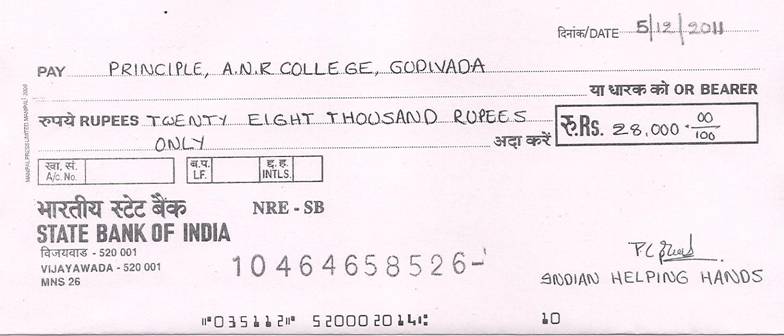 दिनांक/DATE 5/12/2011
PAY PRINCIPLE, A.N.R COLLEGE, GUDIVADA
या धारक को OR BEARER
रुपये RUPEES TWENTY EIGHT THOUSAND RUPEES
ONLY अदा करें रु.Rs. 28,000.00/100
खा. सं. A/c. No. ब.प. LF. ह. ह. INTLS.
भारतीय स्टेट बैंक NRE - SB
STATE BANK OF INDIA
विजयवाड - 520 001
VIJAYAWADA - 520 001
MNS 26
10464658526-
INDIAN HELPING HANDS
⑈035112⑈ 520002014⑆ 10